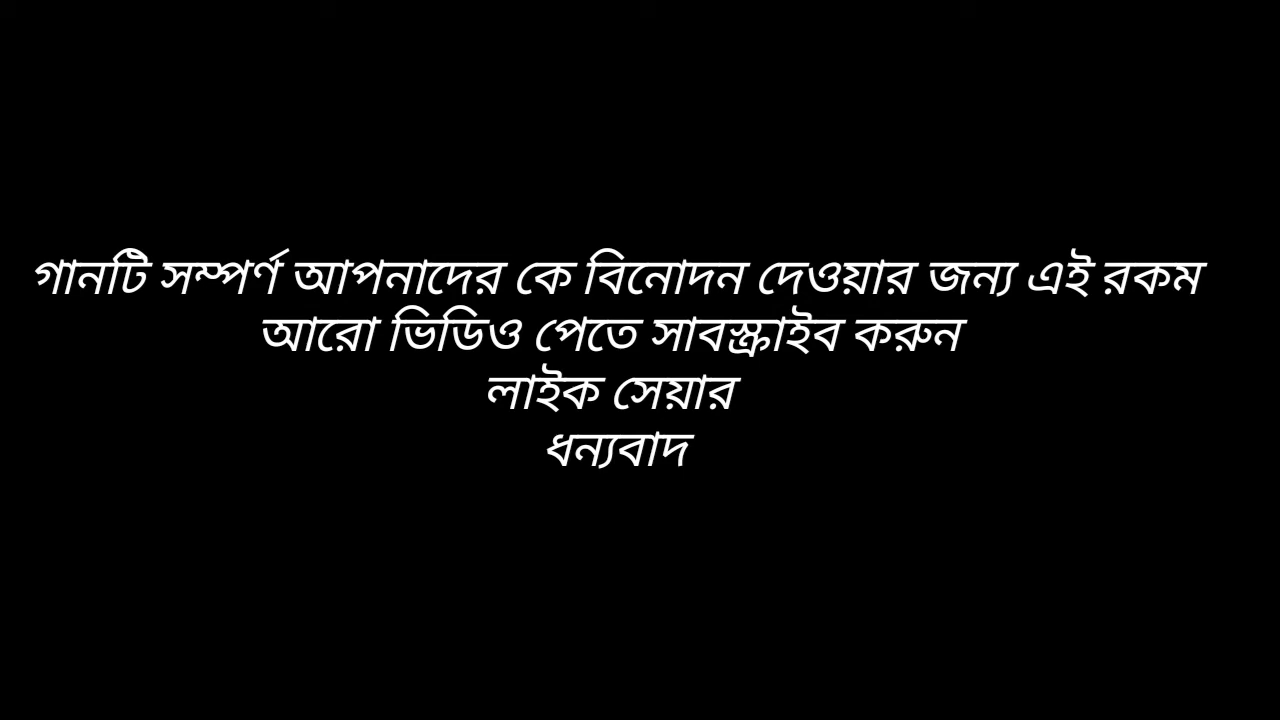 গানটি সম্পর্ণ আপনাদের কে বিনোদন দেওয়ার জন্য এই রকম
আরো ভিডিও পেতে সাবস্ক্রাইব করুন
লাইক সেয়ার
ধন্যবাদ